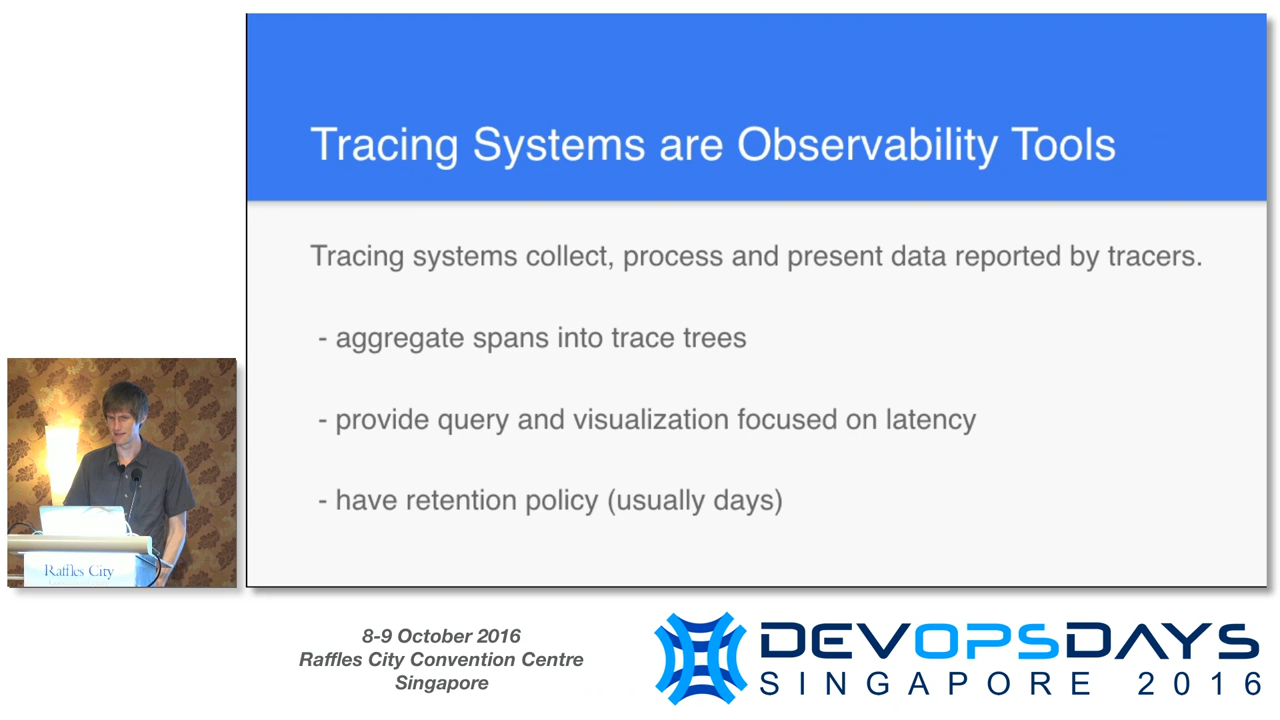 Tracing Systems are Observability Tools
Tracing systems collect, process and present data reported by tracers.
- aggregate spans into trace trees
- provide query and visualization focused on latency
- have retention policy (usually days)
Raffles City
8-9 October 2016
Raffles City Convention Centre
Singapore
DEVOPSDAYS
SINGAPORE 2016